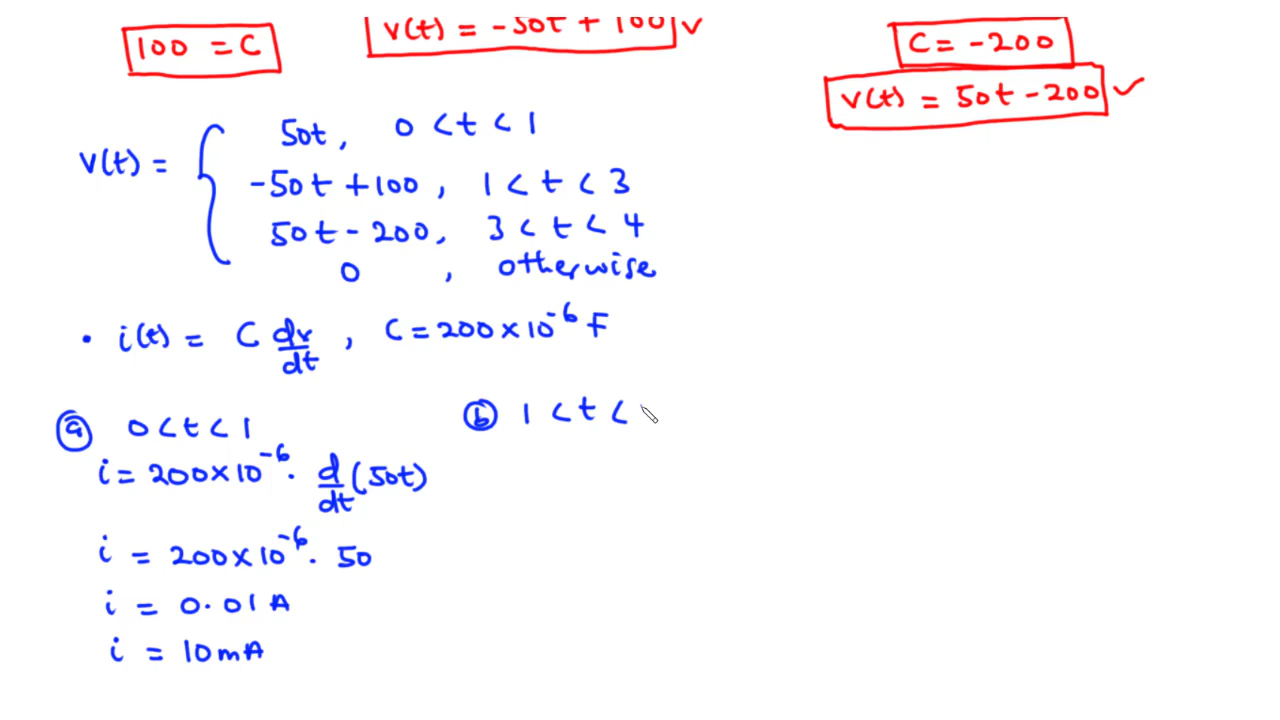 100 = C
v(t) = -50t + 100 v
C = -200
v(t) = 50t - 200 ✓
v(t) = { 50t, 0 < t < 1
-50t + 100, 1 < t < 3
50t - 200, 3 < t < 4
0, otherwise
• i(t) = C dv/dt, C = 200 × 10^-6 F
ⓐ 0 < t < 1
i = 200 × 10^-6 · d/dt (50t)
i = 200 × 10^-6 · 50
i = 0.01 A
i = 10 mA
ⓑ 1 < t <